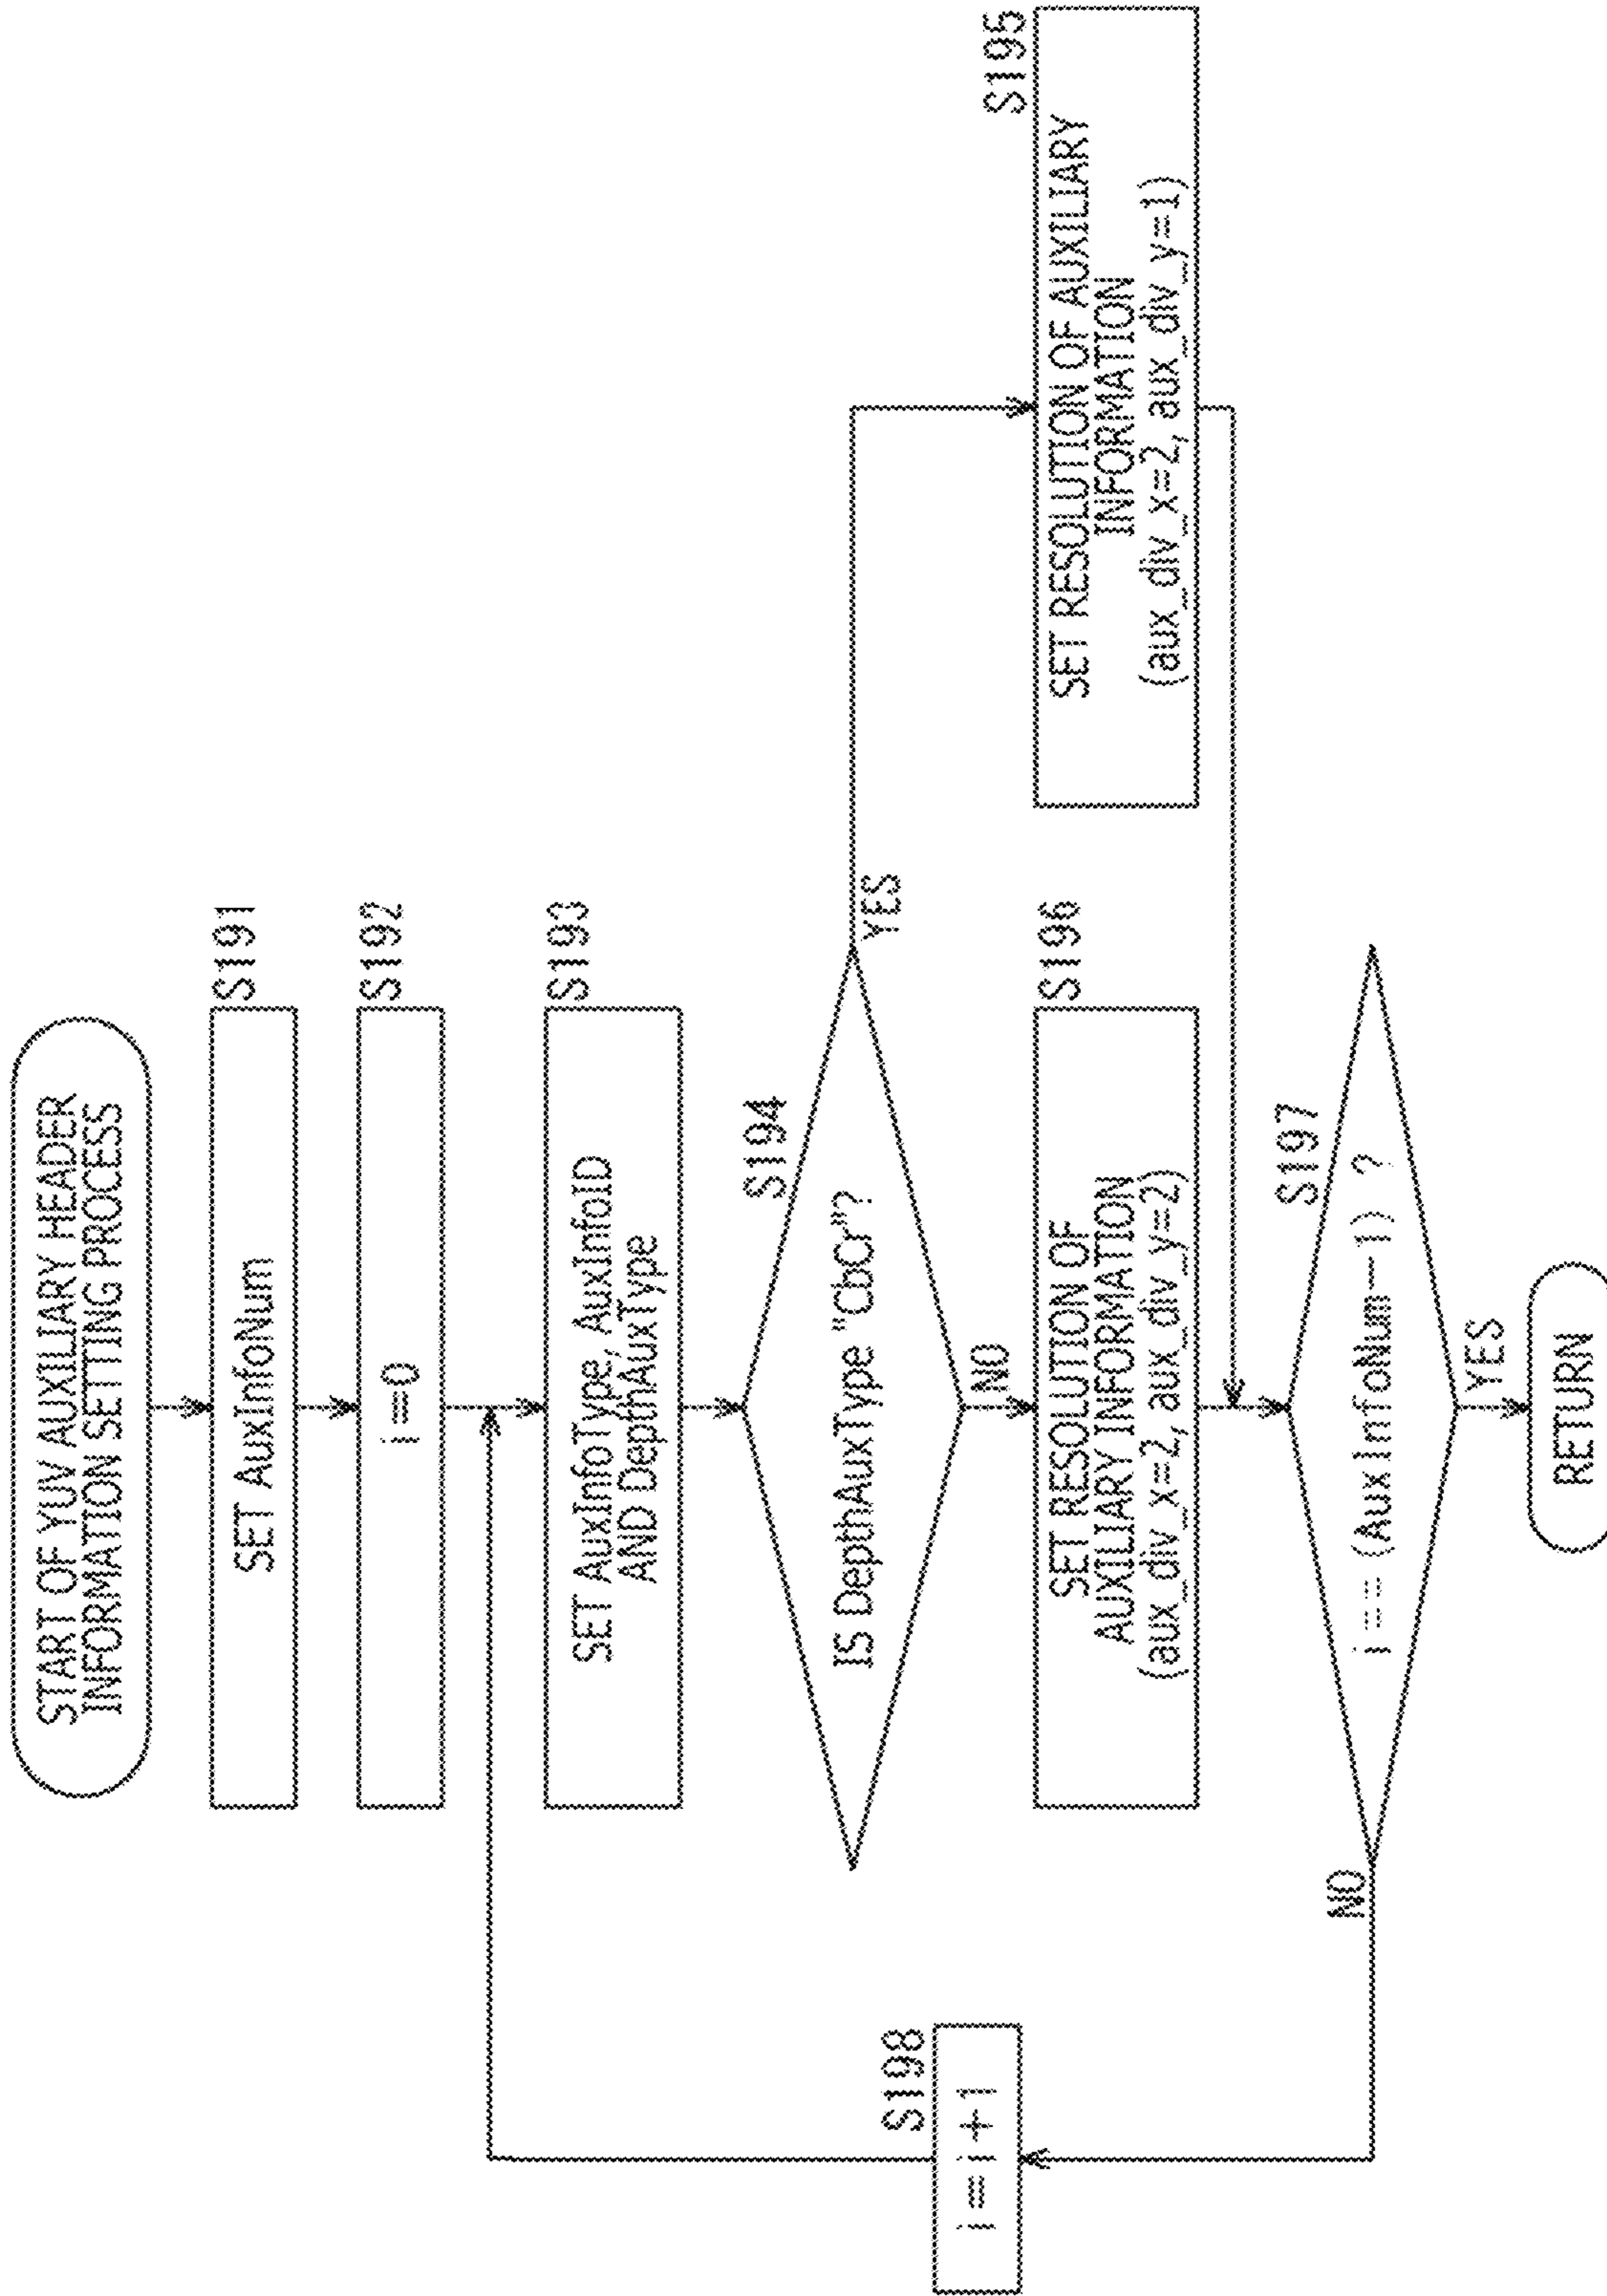 START OF YUV AUXILIARY HEADER
INFORMATION SETTING PROCESS
S191
SET AuxInfoNum
S192
i=0
S193
SET AuxInfoType, AuxInfoID
AND DepthAuxType
S194
IS DepthAuxType "CbCr"?
YES
NO
S195
SET RESOLUTION OF AUXILIARY
INFORMATION
(aux_div_x=2, aux_div_y=1)
S196
SET RESOLUTION OF
AUXILIARY INFORMATION
(aux_div_x=2, aux_div_y=2)
S197
i==(AuxInfoNum-1) ?
NO
YES
S198
i=i+1
RETURN